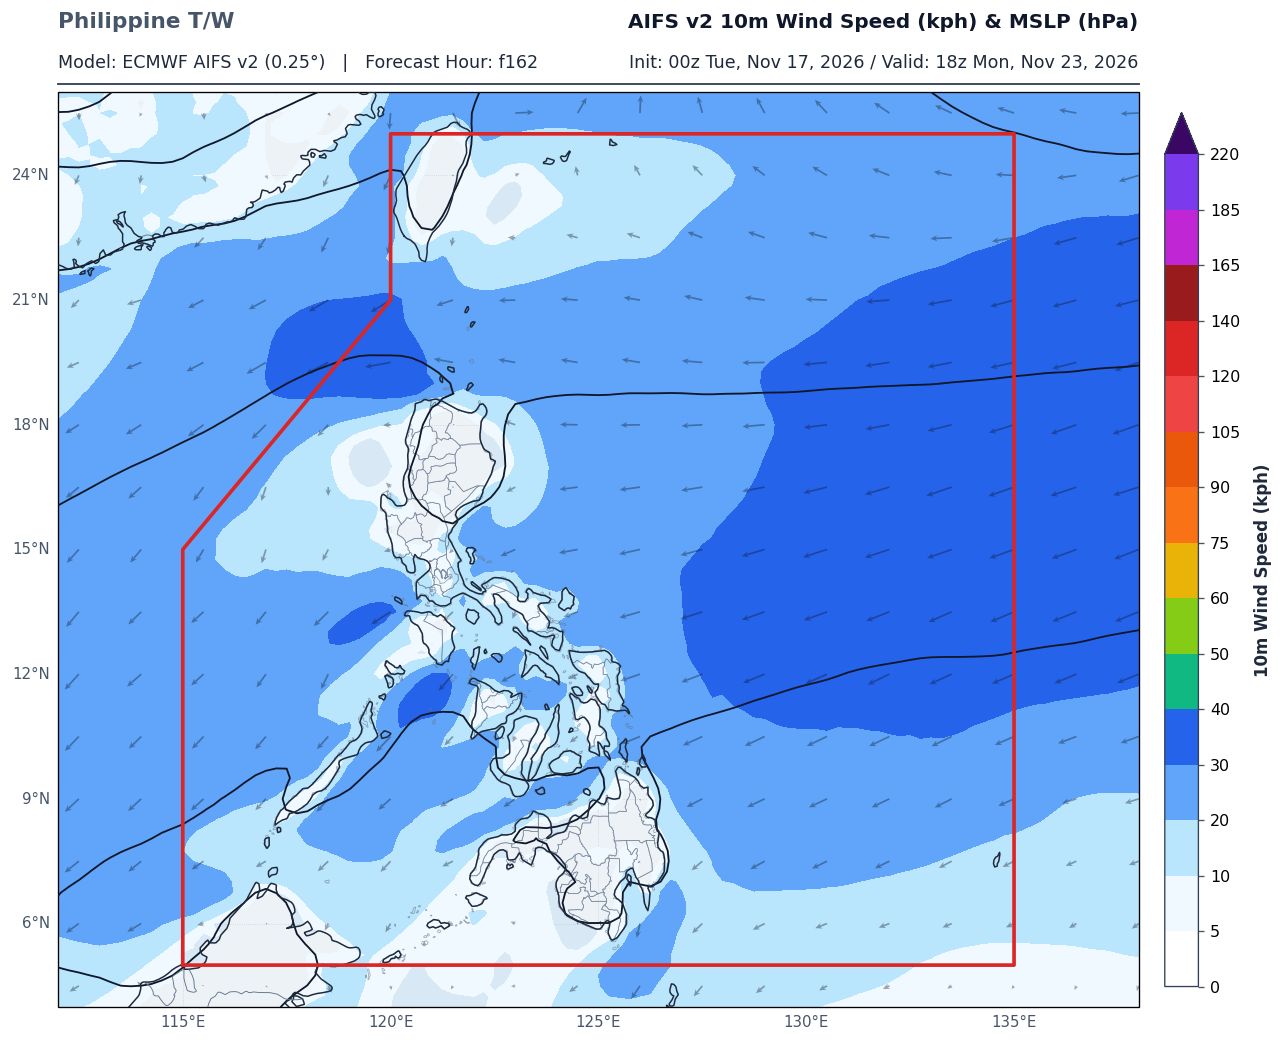 Philippine T/W
AIFS v2 10m Wind Speed (kph) & MSLP (hPa)
Model: ECMWF AIFS v2 (0.25°) | Forecast Hour: f162
Init: 00z Tue, Nov 17, 2026 / Valid: 18z Mon, Nov 23, 2026
24°N
21°N
18°N
15°N
12°N
9°N
6°N
115°E
120°E
125°E
130°E
135°E
220
185
165
140
120
105
90
75
60
50
40
30
20
10
5
0
10m Wind Speed (kph)